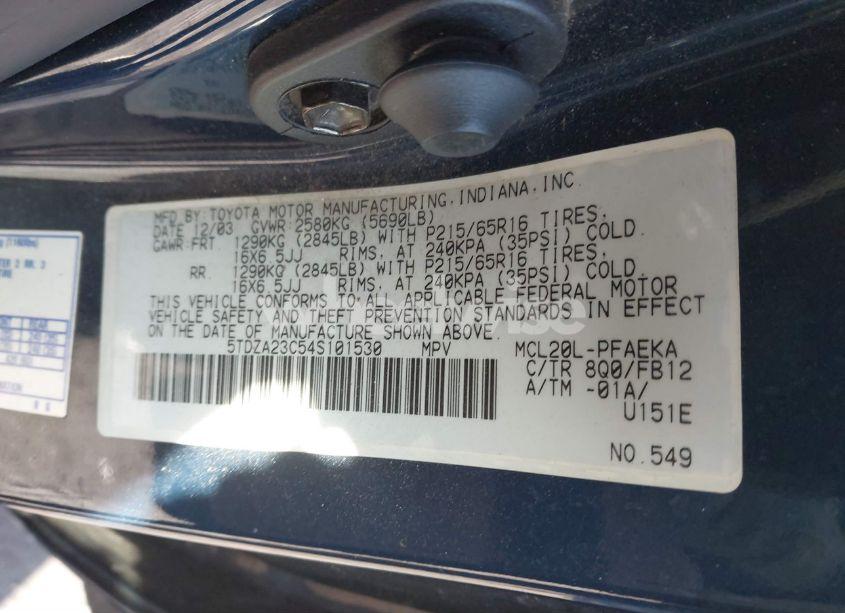 MFD BY:TOYOTA MOTOR MANUFACTURING,INDIANA,INC.
DATE 12/03 GVWR:2580KG (5690LB)
GAWR:FRT 1290KG (2845LB) WITH P215/65R16 TIRES,
16X6.5JJ RIMS, AT 240KPA (35PSI) COLD.
RR. 1290KG (2845LB) WITH P215/65R16 TIRES,
16X6.5JJ RIMS, AT 240KPA (35PSI) COLD.
THIS VEHICLE CONFORMS TO ALL APPLICABLE FEDERAL MOTOR
VEHICLE SAFETY AND THEFT PREVENTION STANDARDS IN EFFECT
ON THE DATE OF MANUFACTURE SHOWN ABOVE.
5TDZA23C54S101530 MPV MCL20L-PFAEKA
C/TR 8Q0/FB12
A/TM -01A/
U151E
NO.549